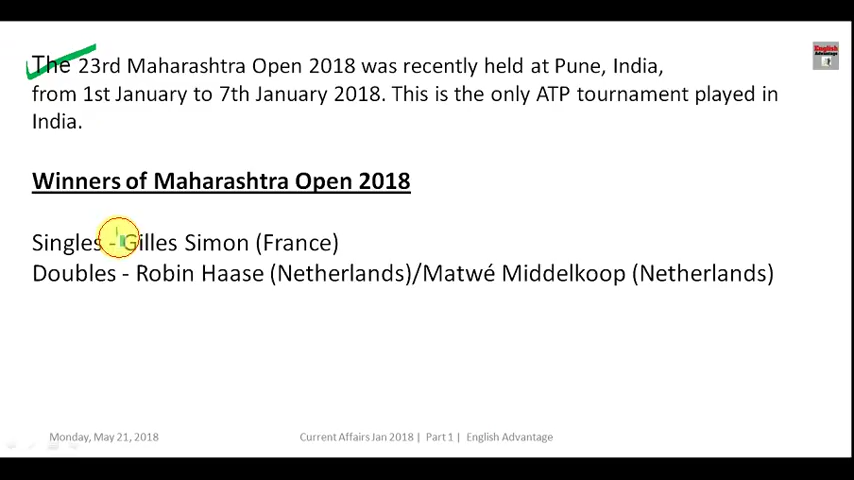 English
Advantage
The 23rd Maharashtra Open 2018 was recently held at Pune, India,
from 1st January to 7th January 2018. This is the only ATP tournament played in
India.
Winners of Maharashtra Open 2018
Singles - Gilles Simon (France)
Doubles - Robin Haase (Netherlands)/Matwé Middelkoop (Netherlands)
Monday, May 21, 2018
Current Affairs Jan 2018 | Part 1 | English Advantage